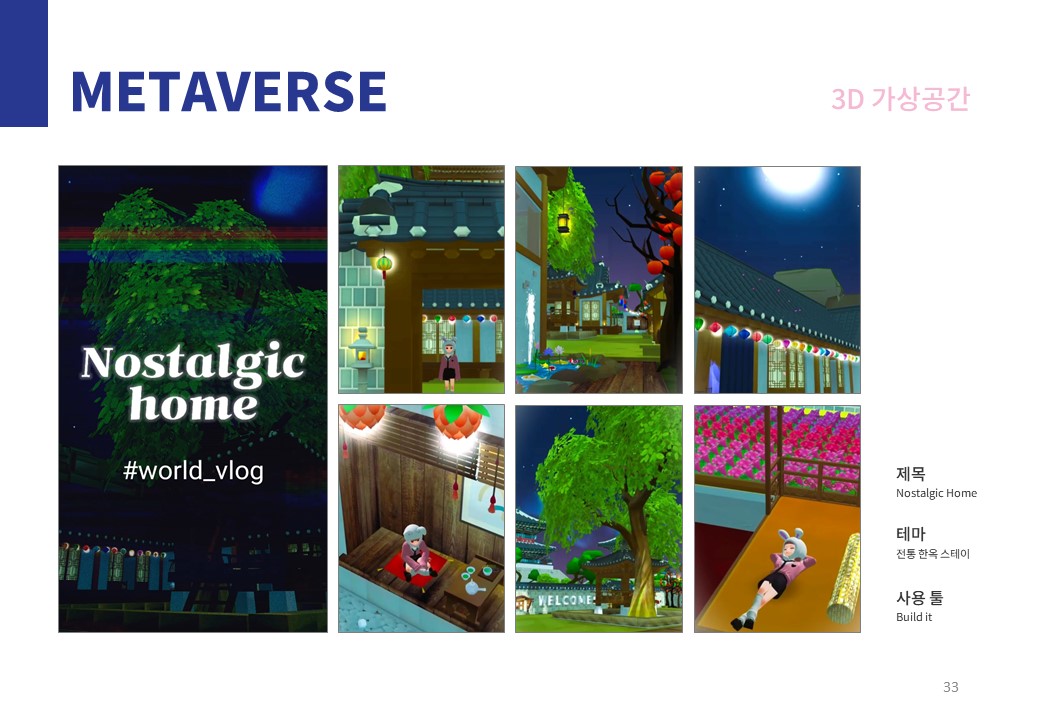 METAVERSE
3D 가상공간
Nostalgic
home
#world_vlog
WELCOME
제목
Nostalgic Home
테마
전통 한옥 스테이
사용 툴
Build it
33